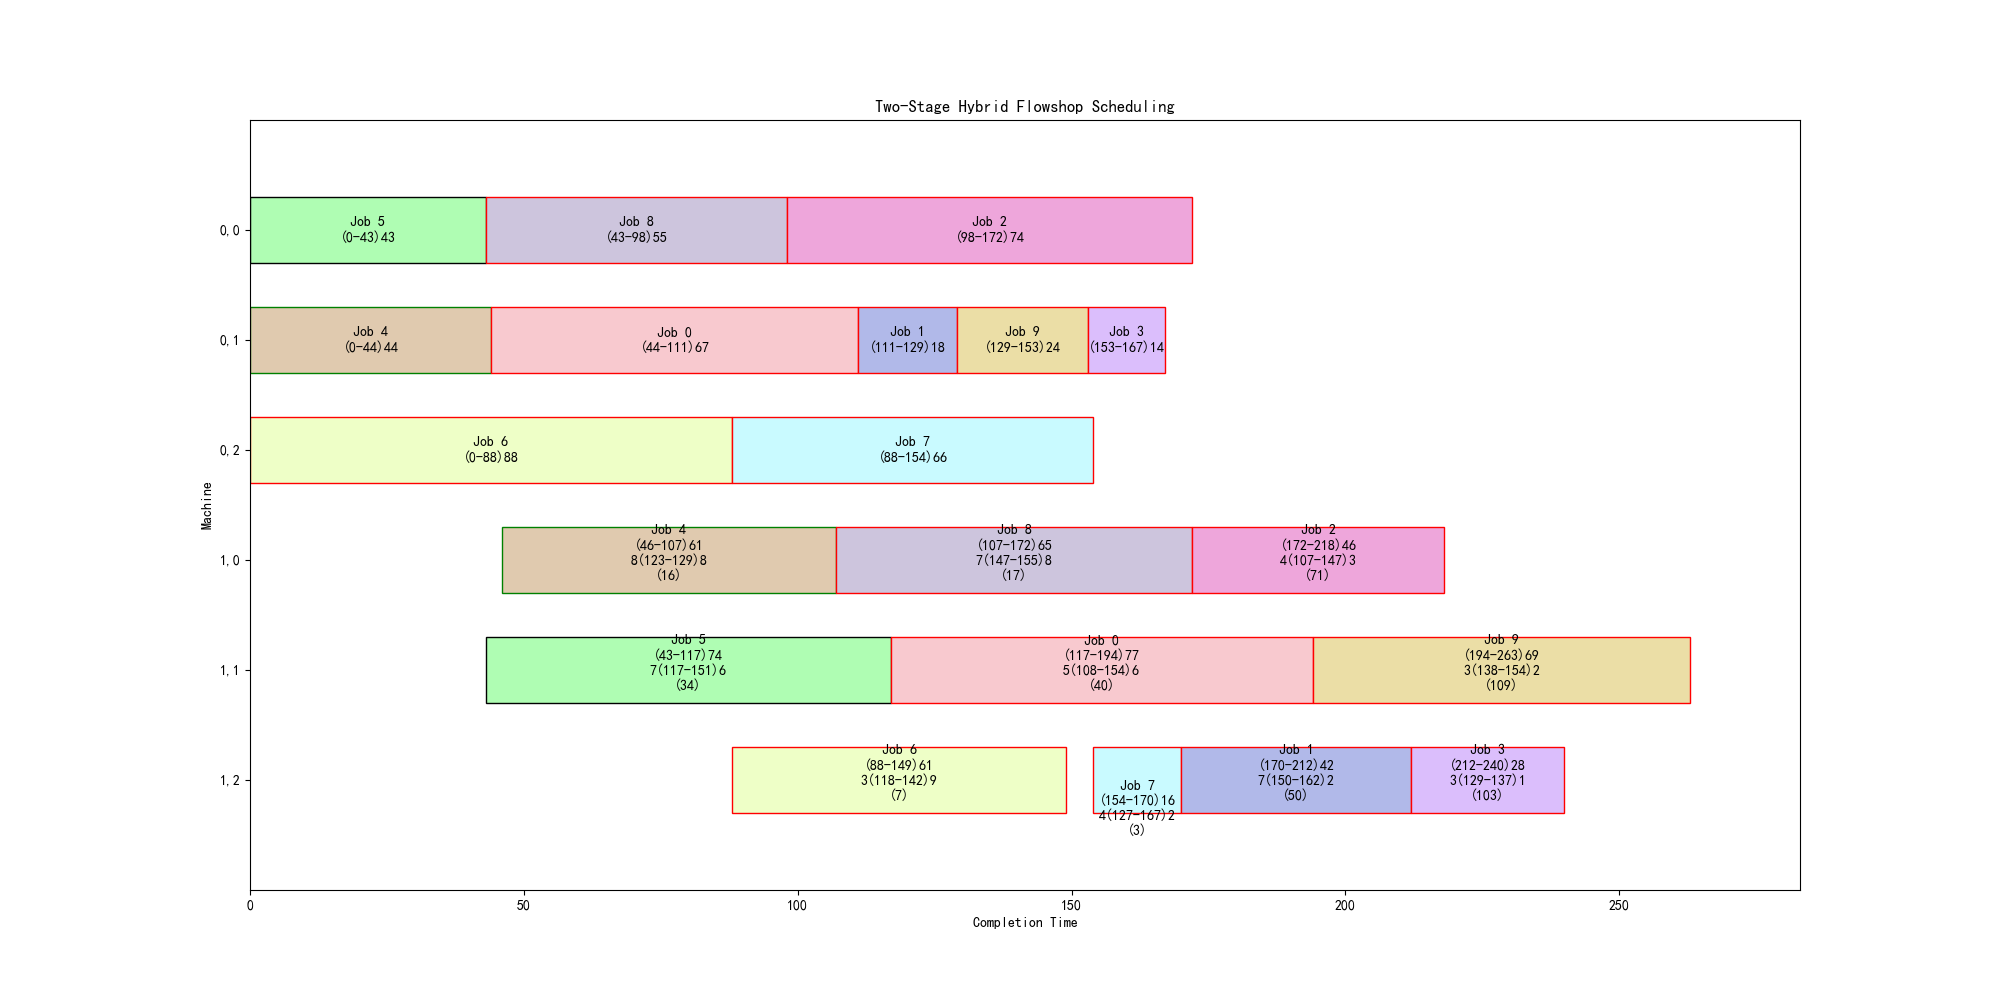 Two-Stage Hybrid Flowshop Scheduling
0,0
Job 5
(0-43)43
Job 8
(43-98)55
Job 2
(98-172)74
0,1
Job 4
(0-44)44
Job 0
(44-111)67
Job 1
(111-129)18
Job 9
(129-153)24
Job 3
(153-167)14
0,2
Job 6
(0-88)88
Job 7
(88-154)66
Machine
1,0
Job 4
(46-107)61
8(123-129)8
(16)
Job 8
(107-172)65
7(147-155)8
(17)
Job 2
(172-218)46
4(107-147)3
(71)
1,1
Job 5
(43-117)74
7(117-151)6
(34)
Job 0
(117-194)77
5(108-154)6
(40)
Job 9
(194-263)69
3(138-154)2
(109)
1,2
Job 6
(88-149)61
3(118-142)9
(7)
Job 7
(154-170)16
4(127-167)2
(3)
Job 1
(170-212)42
7(150-162)2
(50)
Job 3
(212-240)28
3(129-137)1
(103)
0
50
100
150
200
250
Completion Time